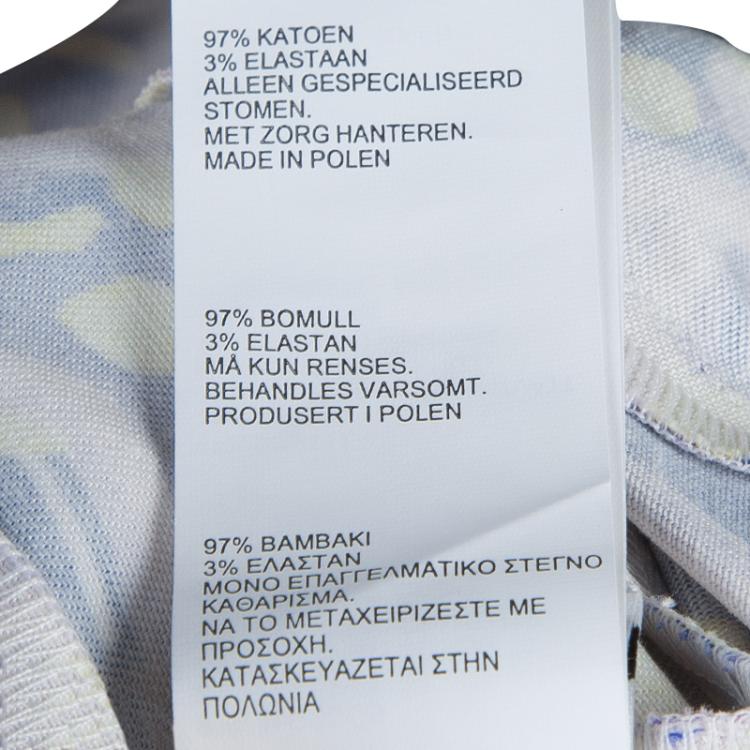 97% KATOEN
3% ELASTAAN
ALLEEN GESPECIALISEERD
STOMEN.
MET ZORG HANTEREN.
MADE IN POLEN
97% BOMULL
3% ELASTAN
MÅ KUN RENSES.
BEHANDLES VARSOMT.
PRODUSERT I POLEN
97% ΒΑΜΒΑΚΙ
3% ΕΛΑΣΤΑΝ
ΜΟΝΟ ΕΠΑΓΓΕΛΜΑΤΙΚΟ ΣΤΕΓΝΟ
ΚΑΘΑΡΙΣΜΑ.
ΝΑ ΤΟ ΜΕΤΑΧΕΙΡΙΖΕΣΤΕ ΜΕ
ΠΡΟΣΟΧΗ.
ΚΑΤΑΣΚΕΥΑΖΕΤΑΙ ΣΤΗΝ
ΠΟΛΩΝΙΑ